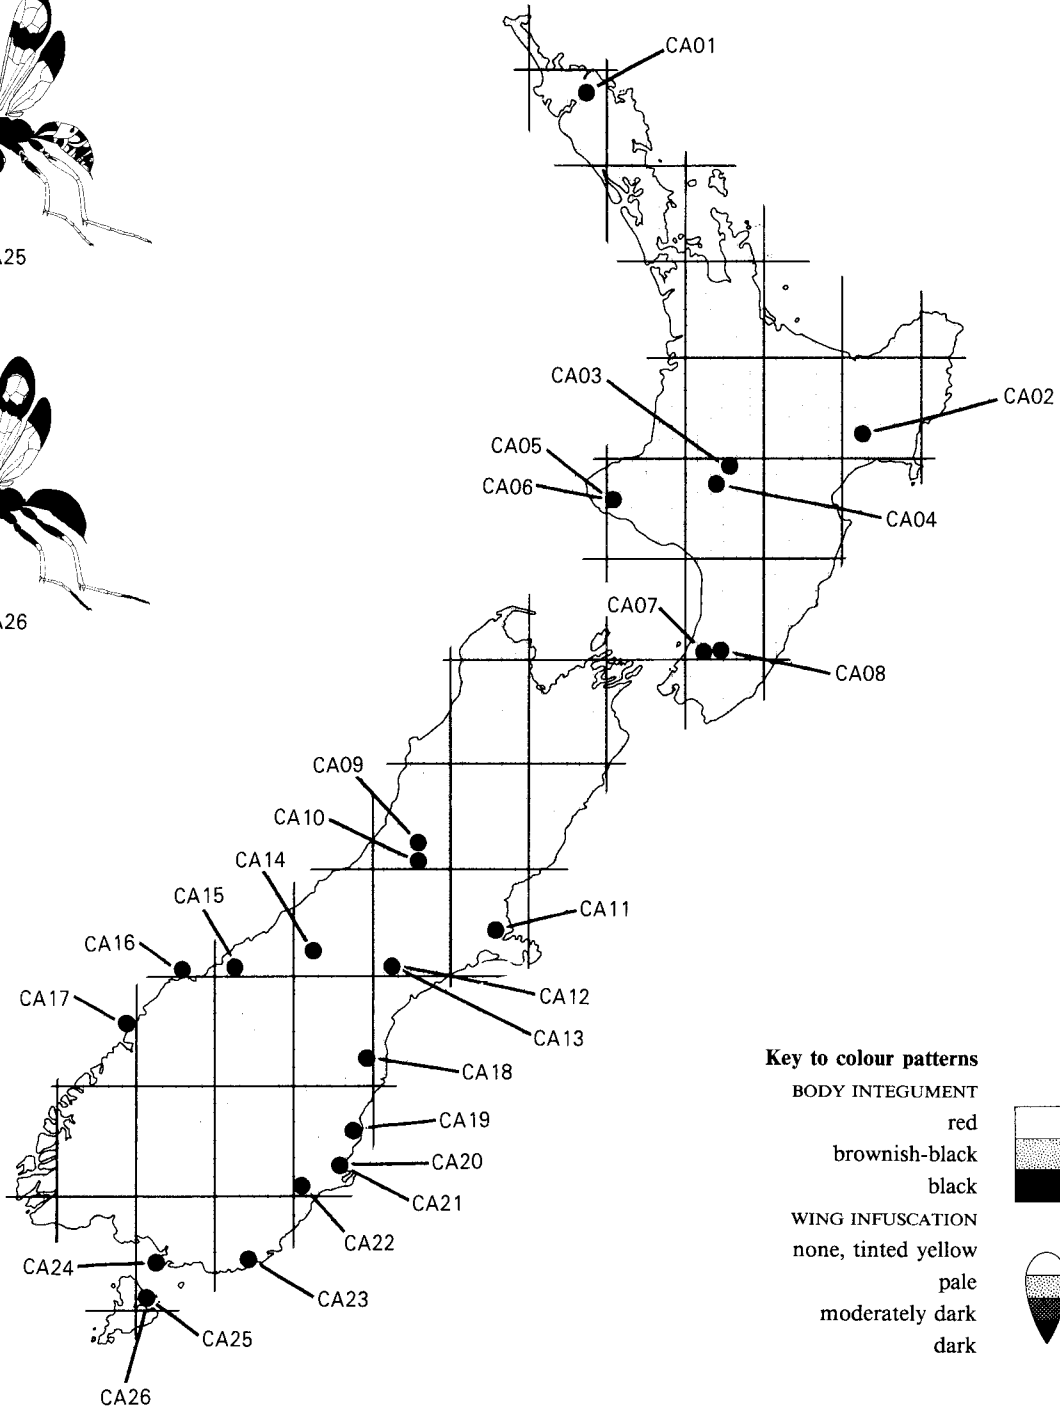 CA01
CA02
CA03
CA04
CA05
CA06
CA07
CA08
CA09
CA10
CA11
CA12
CA13
CA14
CA15
CA16
CA17
CA18
CA19
CA20
CA21
CA22
CA23
CA24
CA25
CA26
A25
A26
Key to colour patterns
BODY INTEGUMENT
red
brownish-black
black
WING INFUSCATION
none, tinted yellow
pale
moderately dark
dark